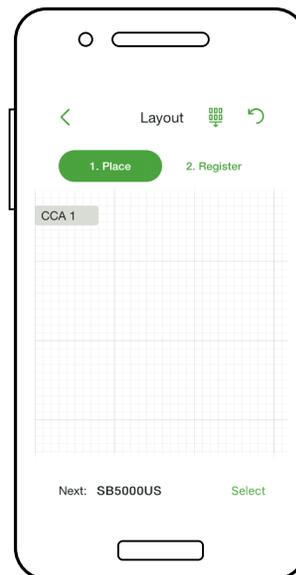 Layout
1. Place 2. Register
CCA 1
Next: SB5000US Select